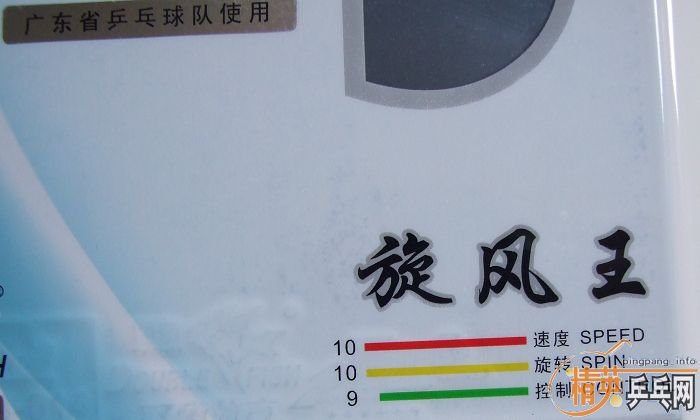 广东省乒乓球队使用
旋风王
10 速度 SPEED
10 旋转 SPIN
9 控制
pingpang_info
精英乒乓网